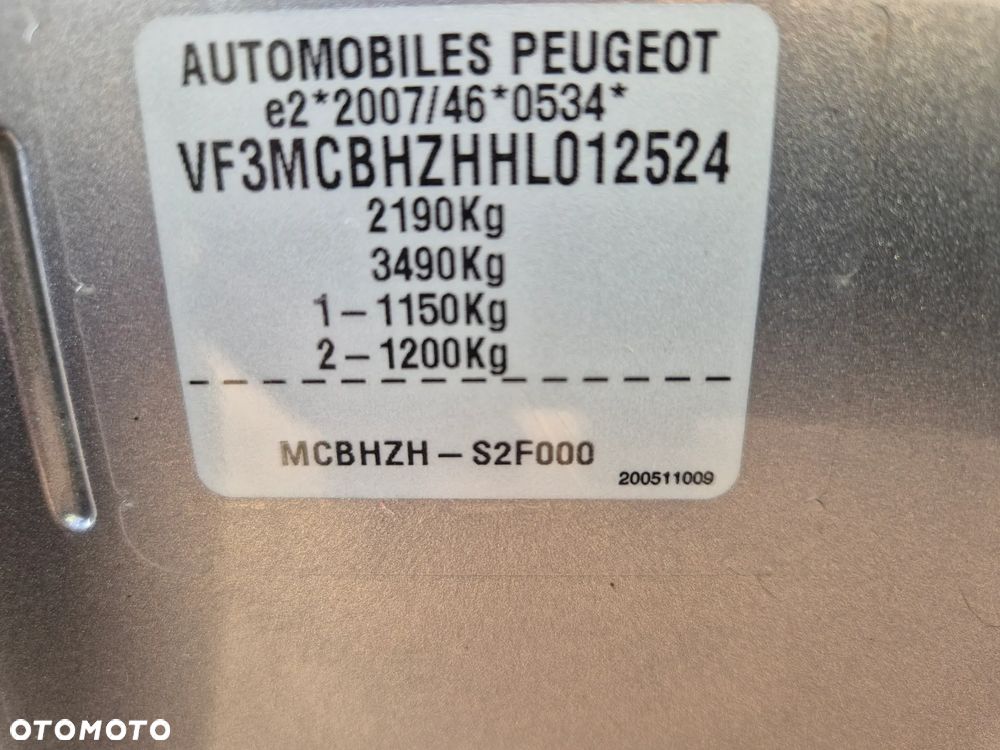 AUTOMOBILES PEUGEOT
e2*2007/46*0534*
VF3MCBHZHHL012524
2190Kg
3490Kg
1-1150Kg
2-1200Kg
MCBHZH-S2F000
200511009
OTOMOTO